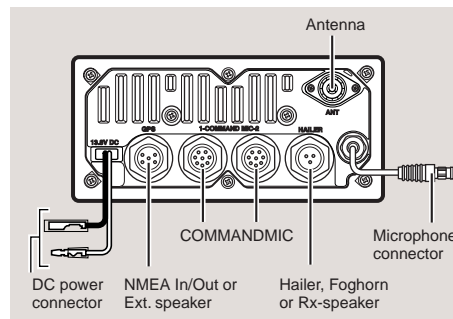 Antenna
ANT
GPS
1-COMMAND MIC-2
HAILER
13.8V DC
COMMANDMIC
Microphone
connector
DC power
connector
NMEA In/Out or
Ext. speaker
Hailer, Foghorn
or Rx-speaker